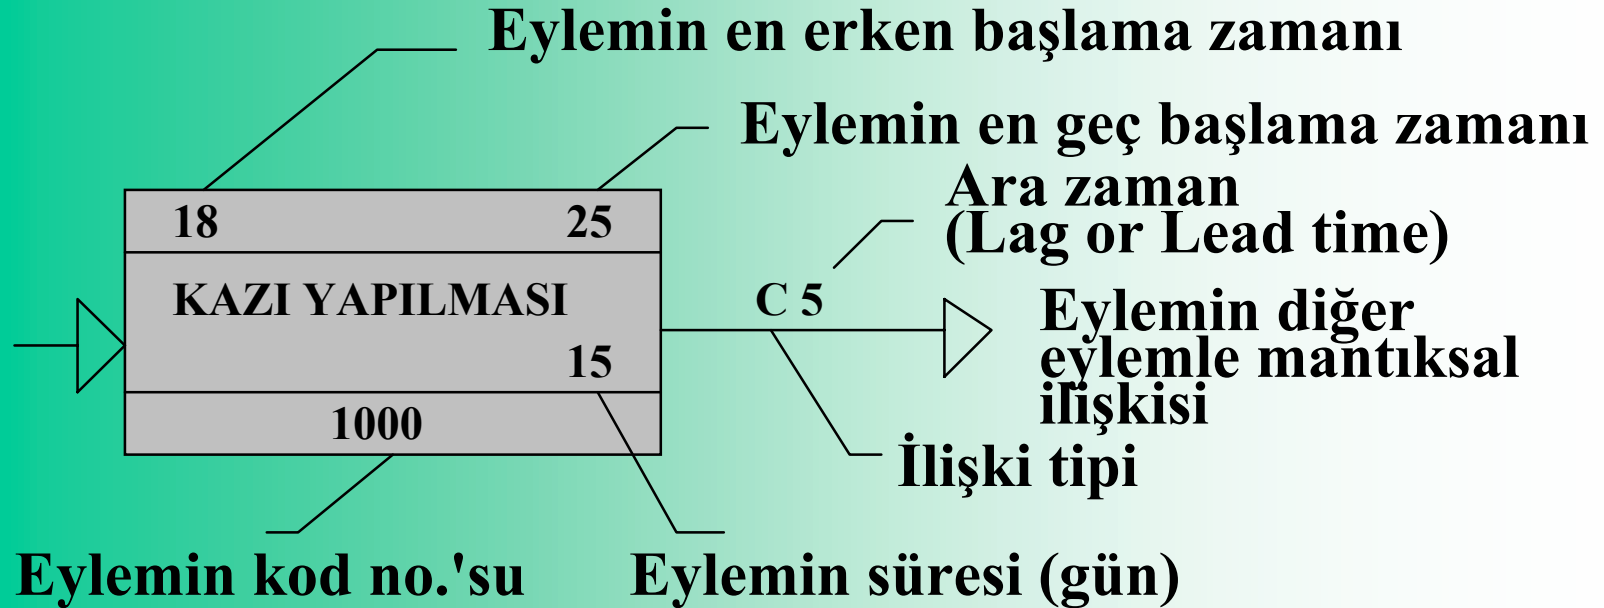 Eylemin en erken başlama zamanı
Eylemin en geç başlama zamanı
Ara zaman
(Lag or Lead time)
18 25
KAZI YAPILMASI
15
1000
C 5
Eylemin diğer
eylemle mantıksal
ilişkisi
İlişki tipi
Eylemin kod no.'su
Eylemin süresi (gün)